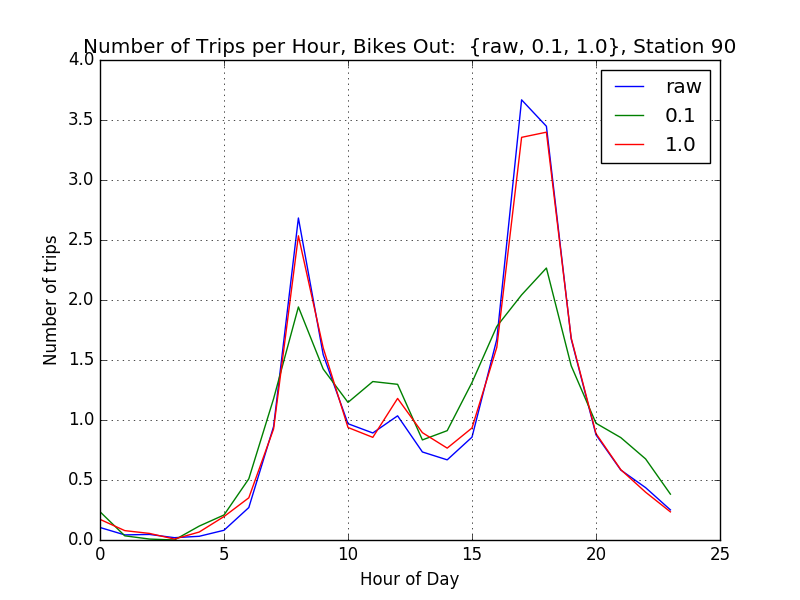 Number of Trips per Hour, Bikes Out:  {raw, 0.1, 1.0}, Station 90
4.0
3.5
3.0
2.5
2.0
1.5
1.0
0.5
0.0
Number of trips
raw
0.1
1.0
0 5 10 15 20 25
Hour of Day